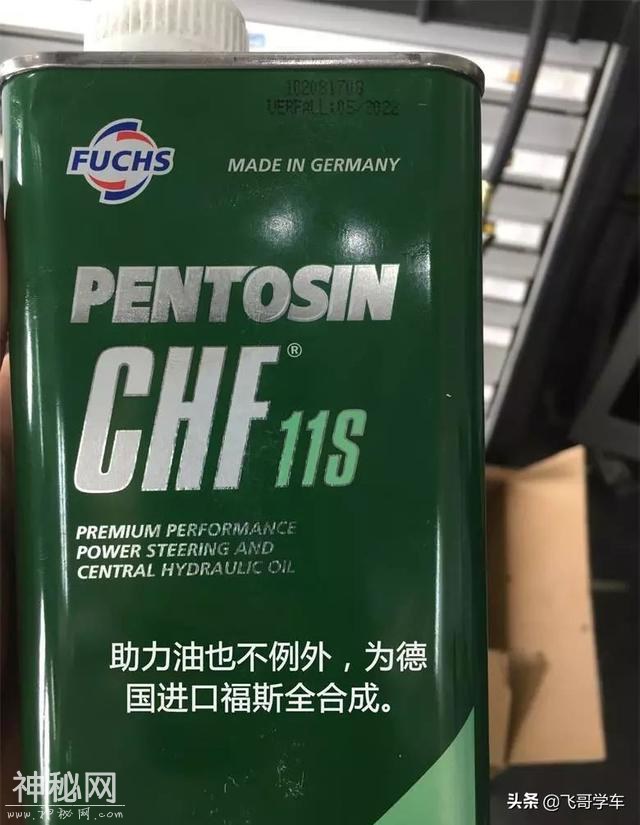 102081708
VERFALL:05/2022
FUCHS
MADE IN GERMANY
PENTOSIN
CHF® 11S
PREMIUM PERFORMANCE
POWER STEERING AND
CENTRAL HYDRAULIC OIL
助力油也不例外，为德
国进口福斯全合成。
神秘网
头条 @飞哥学车